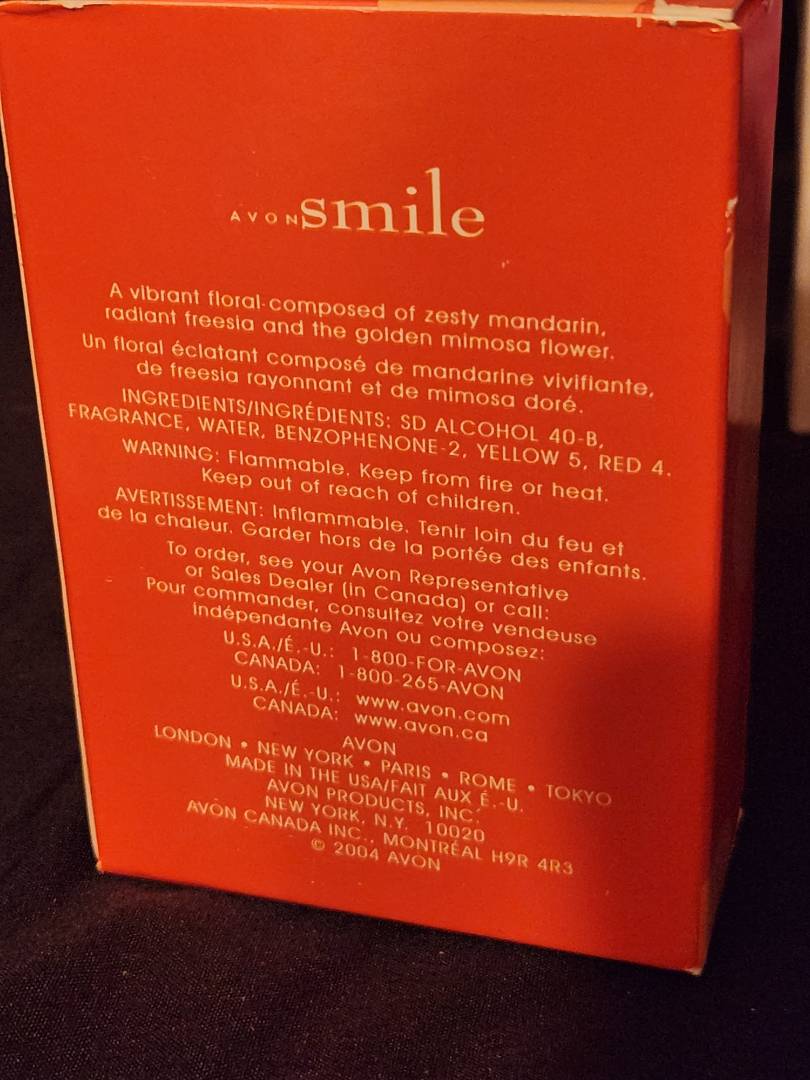 AVON smile
A vibrant floral composed of zesty mandarin,
radiant freesia and the golden mimosa flower.
Un floral éclatant composé de mandarine vivifiante,
de freesia rayonnant et de mimosa doré.
INGREDIENTS/INGRÉDIENTS: SD ALCOHOL 40-B,
FRAGRANCE, WATER, BENZOPHENONE-2, YELLOW 5, RED 4.
WARNING: Flammable. Keep from fire or heat.
Keep out of reach of children.
AVERTISSEMENT: Inflammable. Tenir loin du feu et
de la chaleur. Garder hors de la portée des enfants.
To order, see your Avon Representative
or Sales Dealer (in Canada) or call:
Pour commander, consultez votre vendeuse
indépendante Avon ou composez:
U.S.A./É.-U.: 1-800-FOR-AVON
CANADA: 1-800-265-AVON
U.S.A./É.-U.: www.avon.com
CANADA: www.avon.ca
AVON
LONDON • NEW YORK • PARIS • ROME • TOKYO
MADE IN THE USA/FAIT AUX É.-U.
AVON PRODUCTS, INC.
NEW YORK, N.Y. 10020
AVON CANADA INC., MONTRÉAL H9R 4R3
© 2004 AVON